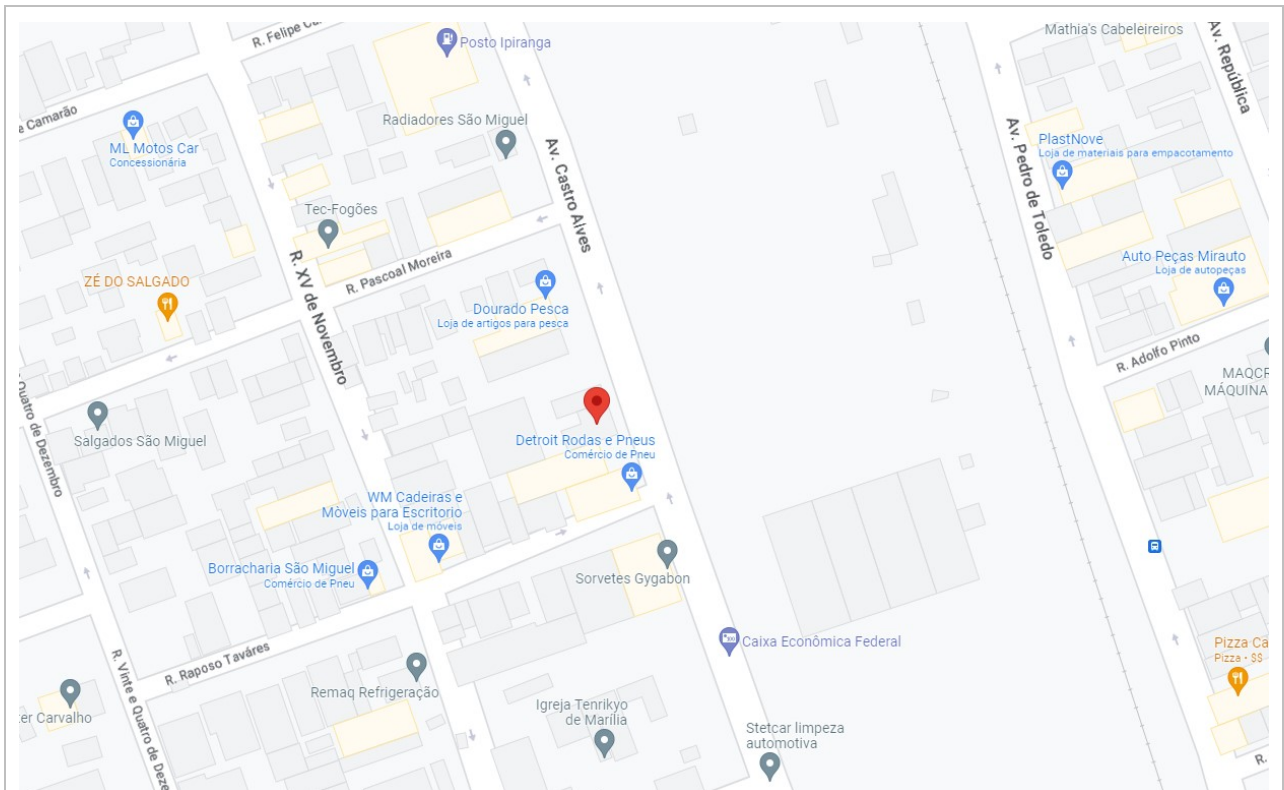 R. Felipe Ca
Posto Ipiranga
Mathia's Cabeleireiros
Av. República
e Camarão
ML Motos Car
Concessionária
Radiadores São Miguel
Av. Castro Alves
Av. Pedro de Toledo
PlastNove
Loja de materiais para empacotamento
Tec-Fogões
R. XV de Novembro
R. Pascoal Moreira
Auto Peças Mirauto
Loja de autopeças
ZÉ DO SALGADO
Dourado Pesca
Loja de artigos para pesca
R. Adolfo Pinto
MAQCR
MÁQUINA
Quatro de Dezembro
Salgados São Miguel
Detroit Rodas e Pneus
Comércio de Pneu
WM Cadeiras e
Mòveis para Escritorio
Loja de móveis
Borracharia São Miguel
Comércio de Pneu
Sorvetes Gygabon
Caixa Econômica Federal
R. Raposo Taváres
R. Vinte e Quatro de Deze
Pizza Ca
Pizza · $$
Remaq Refrigeração
er Carvalho
Igreja Tenrikyo
de Marília
Stetcar limpeza
automotiva
R.